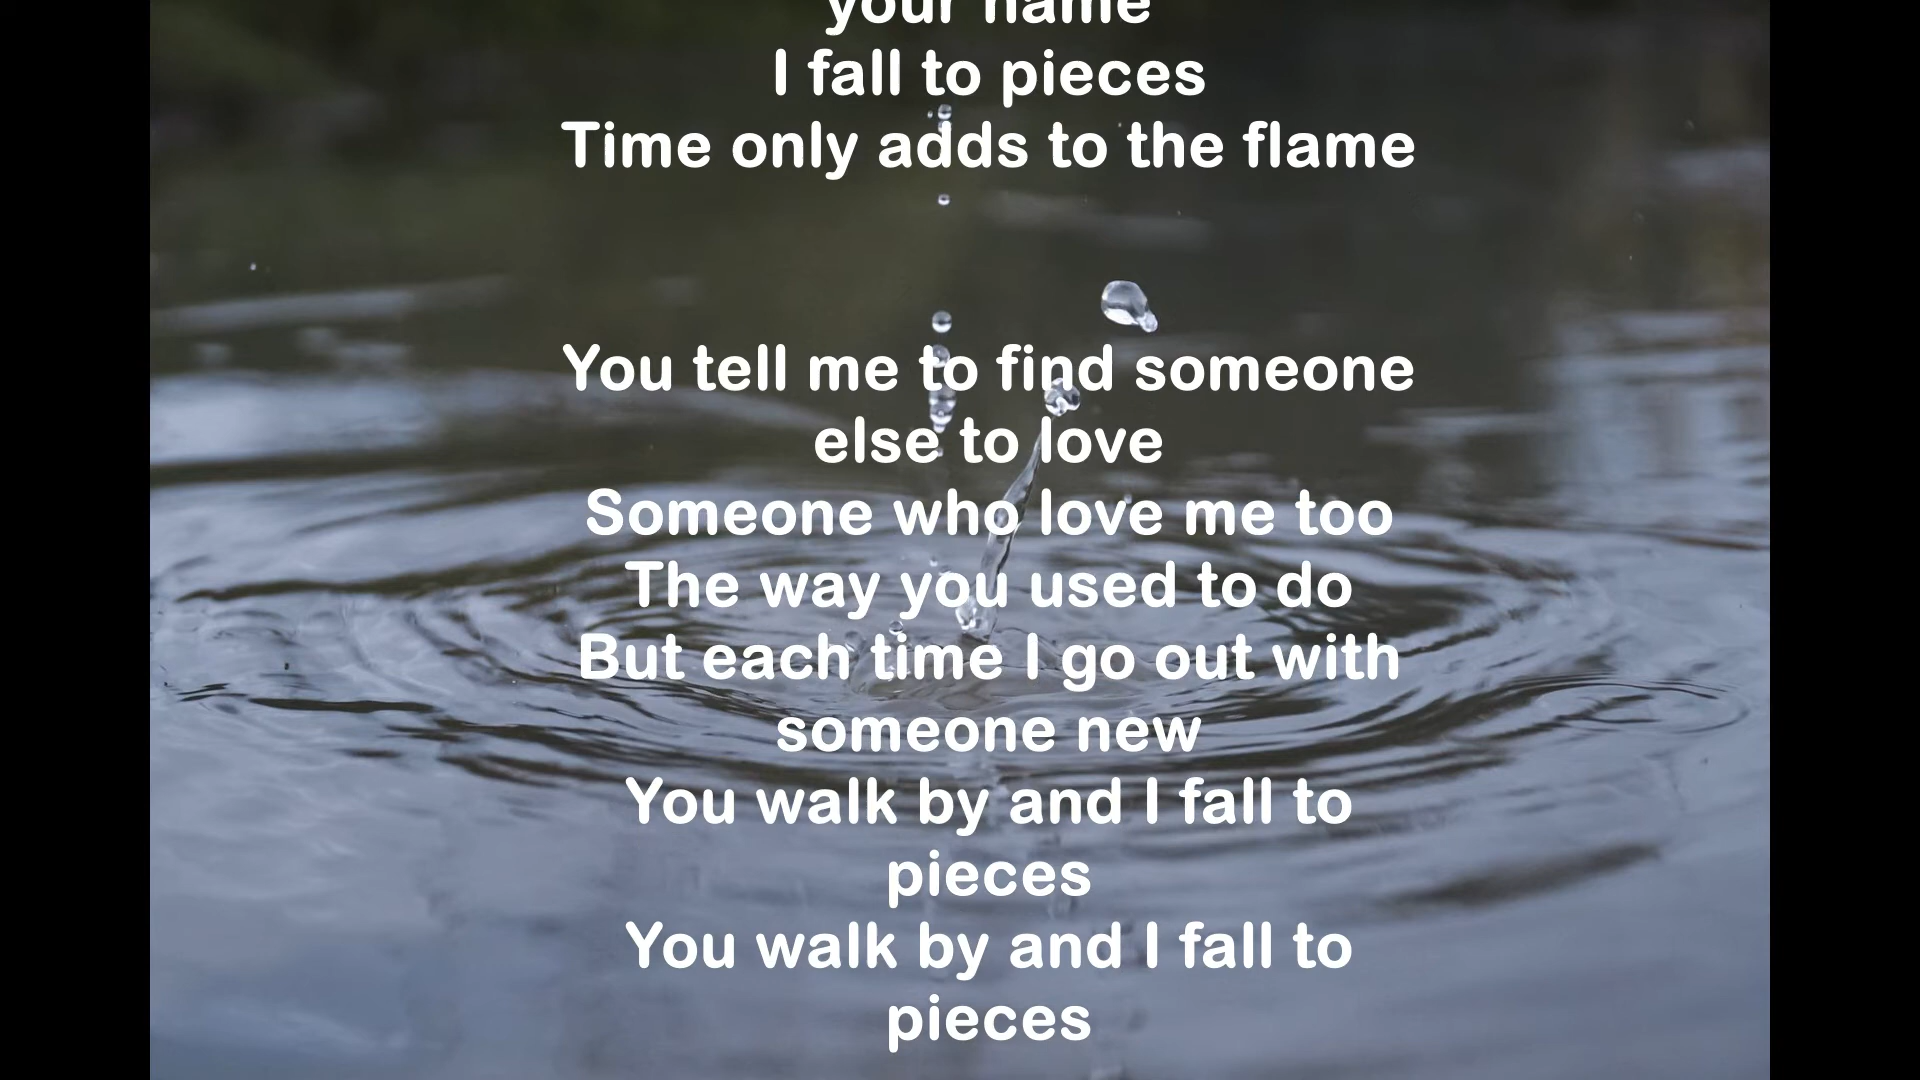 your name
I fall to pieces
Time only adds to the flame
You tell me to find someone
else to love
Someone who love me too
The way you used to do
But each time I go out with
someone new
You walk by and I fall to
pieces
You walk by and I fall to
pieces